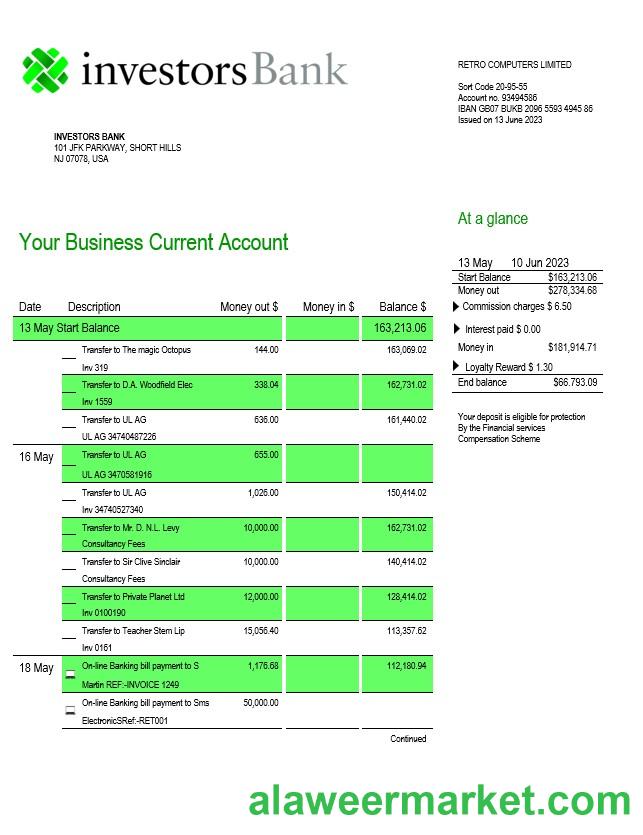 investorsBank
RETRO COMPUTERS LIMITED
Sort Code 20-95-55
Account no. 93494586
IBAN GB07 BUKB 2096 5593 4945 86
Issued on 13 June 2023
INVESTORS BANK
101 JFK PARKWAY, SHORT HILLS
NJ 07078, USA
At a glance
Your Business Current Account
13 May 10 Jun 2023
Start Balance $163,213.06
Money out $278,334.68
Commission charges $ 6.50
Interest paid $ 0.00
Money in $181,914.71
Loyalty Reward $ 1.30
End balance $66.793.09
Your deposit is eligible for protection
By the Financial services
Compensation Scheme
Date Description Money out $ Money in $ Balance $
13 May Start Balance 163,213.06
Transfer to The magic Octopus 144.00 163,069.02
Inv 319
Transfer to D.A. Woodfield Elec 338.04 162,731.02
Inv 1559
Transfer to UL AG 636.00 161,440.02
UL AG 34740487226
16 May Transfer to UL AG 655.00
UL AG 3470581916
Transfer to UL AG 1,026.00 150,414.02
Inv 34740527340
Transfer to Mr. D. N.L. Levy 10,000.00 162,731.02
Consultancy Fees
Transfer to Sir Clive Sinclair 10,000.00 140,414.02
Consultancy Fees
Transfer to Private Planet Ltd 12,000.00 128,414.02
Inv 0100190
Transfer to Teacher Stem Lip 15,056.40 113,357.62
Inv 0161
18 May On-line Banking bill payment to S 1,176.68 112,180.94
Martin REF:-INVOICE 1249
On-line Banking bill payment to Sms 50,000.00
ElectronicSRef:-RET001
Continued
alaweermarket.com